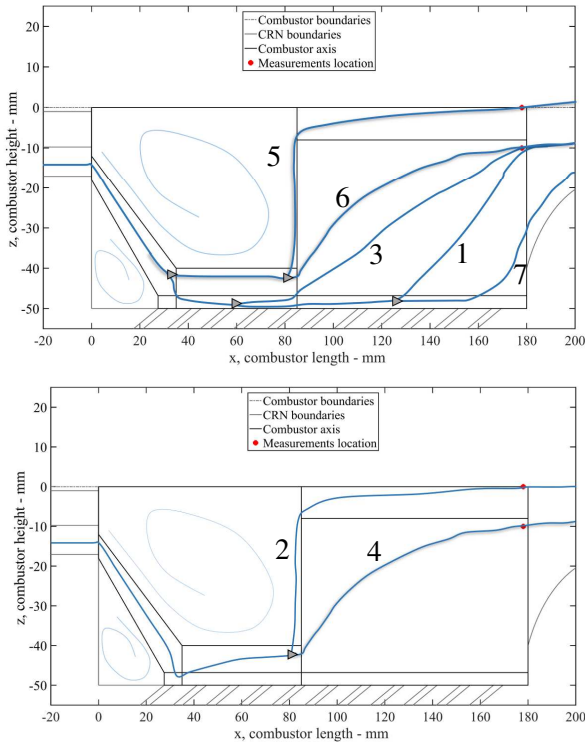 Combustor boundaries
CRN boundaries
Combustor axis
Measurements location
z, combustor height - mm
20
10
0
-10
-20
-30
-40
-50
5
6
3
1
7
-20 0 20 40 60 80 100 120 140 160 180 200
x, combustor length - mm
Combustor boundaries
CRN boundaries
Combustor axis
Measurements location
z, combustor height - mm
20
10
0
-10
-20
-30
-40
-50
2
4
-20 0 20 40 60 80 100 120 140 160 180 200
x, combustor length - mm